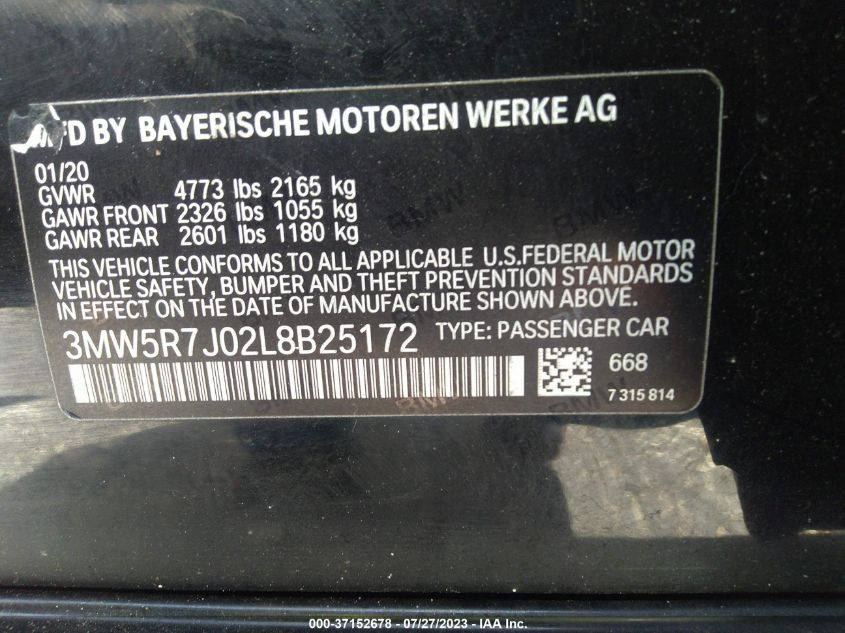 MFD BY BAYERISCHE MOTOREN WERKE AG
01/20
GVWR 4773 lbs 2165 kg
GAWR FRONT 2326 lbs 1055 kg
GAWR REAR 2601 lbs 1180 kg
THIS VEHICLE CONFORMS TO ALL APPLICABLE U.S.FEDERAL MOTOR
VEHICLE SAFETY, BUMPER AND THEFT PREVENTION STANDARDS
IN EFFECT ON THE DATE OF MANUFACTURE SHOWN ABOVE.
3MW5R7J02L8B25172 TYPE: PASSENGER CAR
668
7 315 814
000-37152678 - 07/27/2023 - IAA Inc.